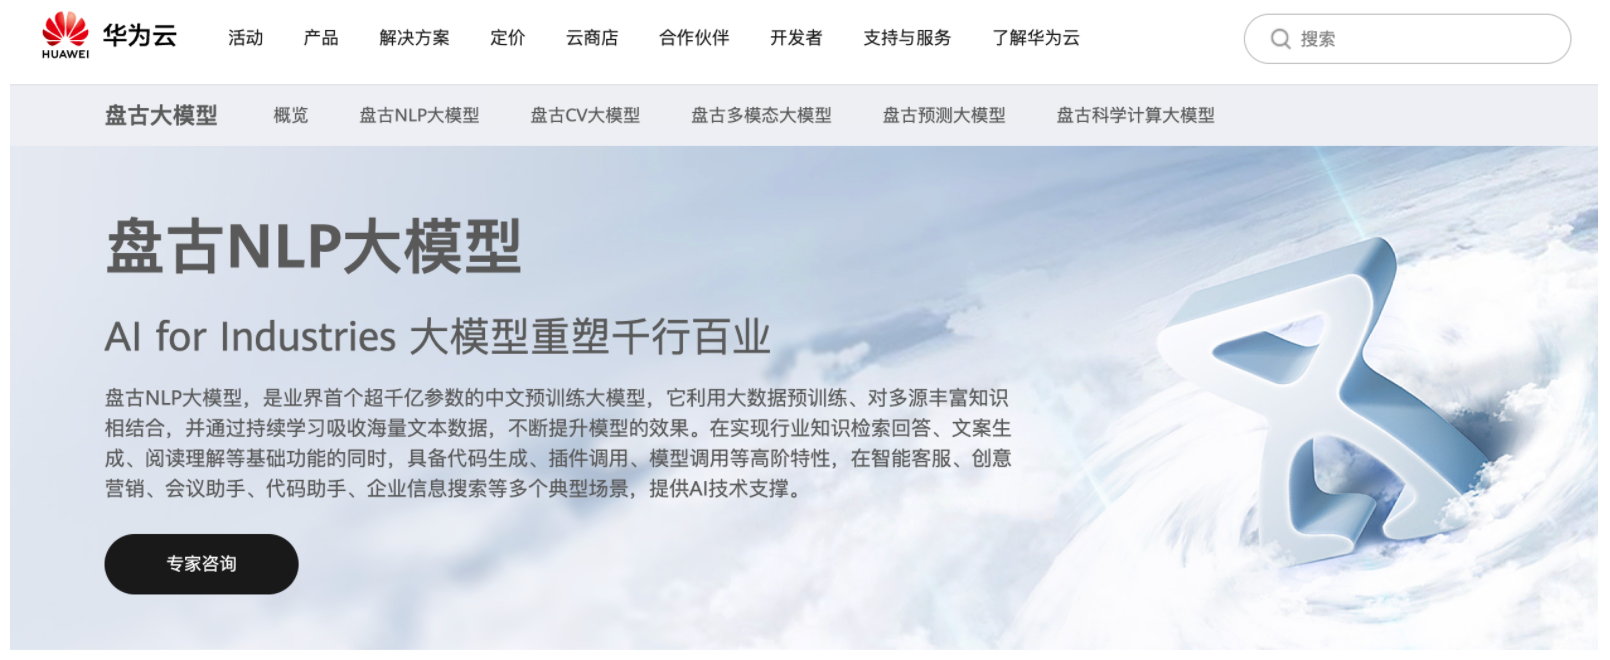 HUAWEI 华为云 活动 产品 解决方案 定价 云商店 合作伙伴 开发者 支持与服务 了解华为云 搜索
盘古大模型 概览 盘古NLP大模型 盘古CV大模型 盘古多模态大模型 盘古预测大模型 盘古科学计算大模型
盘古NLP大模型
AI for Industries 大模型重塑千行百业
盘古NLP大模型，是业界首个超千亿参数的中文预训练大模型，它利用大数据预训练、对多源丰富知识
相结合，并通过持续学习吸收海量文本数据，不断提升模型的效果。在实现行业知识检索回答、文案生
成、阅读理解等基础功能的同时，具备代码生成、插件调用、模型调用等高阶特性，在智能客服、创意
营销、会议助手、代码助手、企业信息搜索等多个典型场景，提供AI技术支撑。
专家咨询